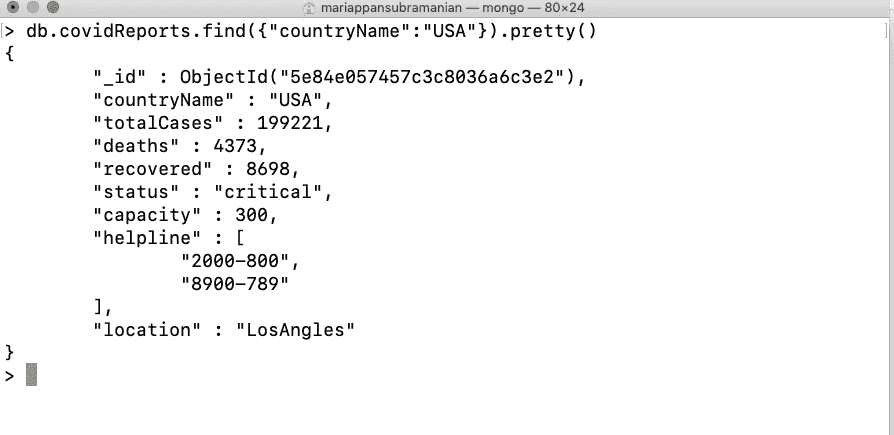 mariappansubramanian — mongo — 80×24
> db.covidReports.find({"countryName":"USA"}).pretty()
{
"_id" : ObjectId("5e84e057457c3c8036a6c3e2"),
"countryName" : "USA",
"totalCases" : 199221,
"deaths" : 4373,
"recovered" : 8698,
"status" : "critical",
"capacity" : 300,
"helpline" : [
"2000-800",
"8900-789"
],
"location" : "LosAngles"
}
>